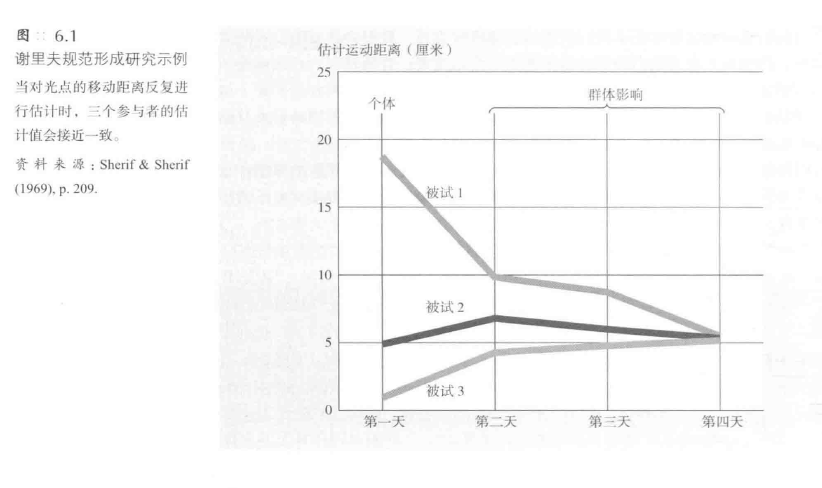 图 6.1
谢里夫规范形成研究示例
当对光点的移动距离反复进
行估计时，三个参与者的估
计值会接近一致。
资料来源：Sherif & Sherif
(1969), p. 209.
估计运动距离（厘米）
25
个体
群体影响
20
被试 1
15
10
被试 2
5
被试 3
0
第一天 第二天 第三天 第四天